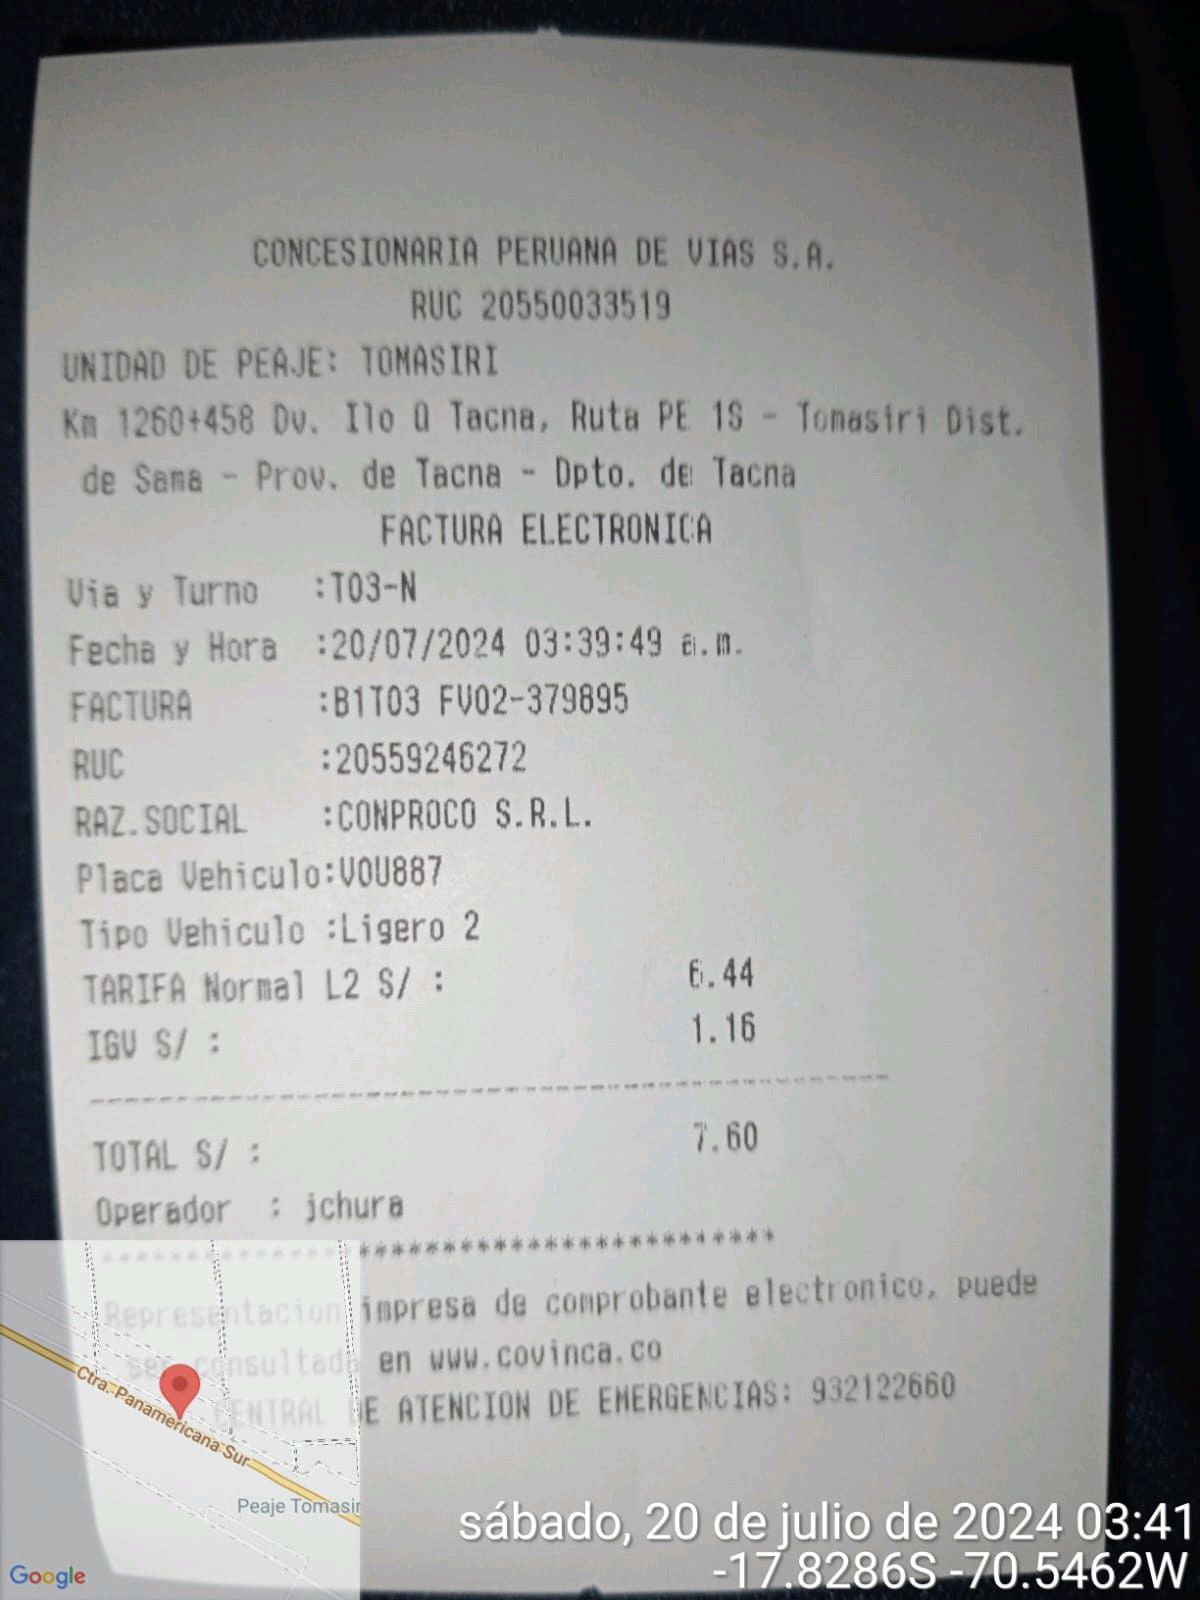 CONCESIONARIA PERUANA DE VIAS S.A.
RUC 20550033519
UNIDAD DE PEAJE: TOMASIRI
Km 1260+458 Dv. Ilo Q Tacna, Ruta PE 1S - Tomasiri Dist.
de Sama - Prov. de Tacna - Dpto. de Tacna
FACTURA ELECTRONICA
Via y Turno :T03-N
Fecha y Hora :20/07/2024 03:39:49 a.m.
FACTURA :B1T03 FV02-379895
RUC :20559246272
RAZ.SOCIAL :CONPROCO S.R.L.
Placa Vehiculo:V0U887
Tipo Vehiculo :Ligero 2
TARIFA Normal L2 S/ : 6.44
IGV S/ : 1.16
--------------------------------------------
TOTAL S/ : 7.60
Operador : jchura
***************************************
Representacion impresa de comprobante electronico, puede
ser consultada en www.covinca.co
CENTRAL DE ATENCION DE EMERGENCIAS: 932122660
Ctra. Panamericana Sur
Peaje Tomasir
Google
sábado, 20 de julio de 2024 03:41
-17.8286S -70.5462W